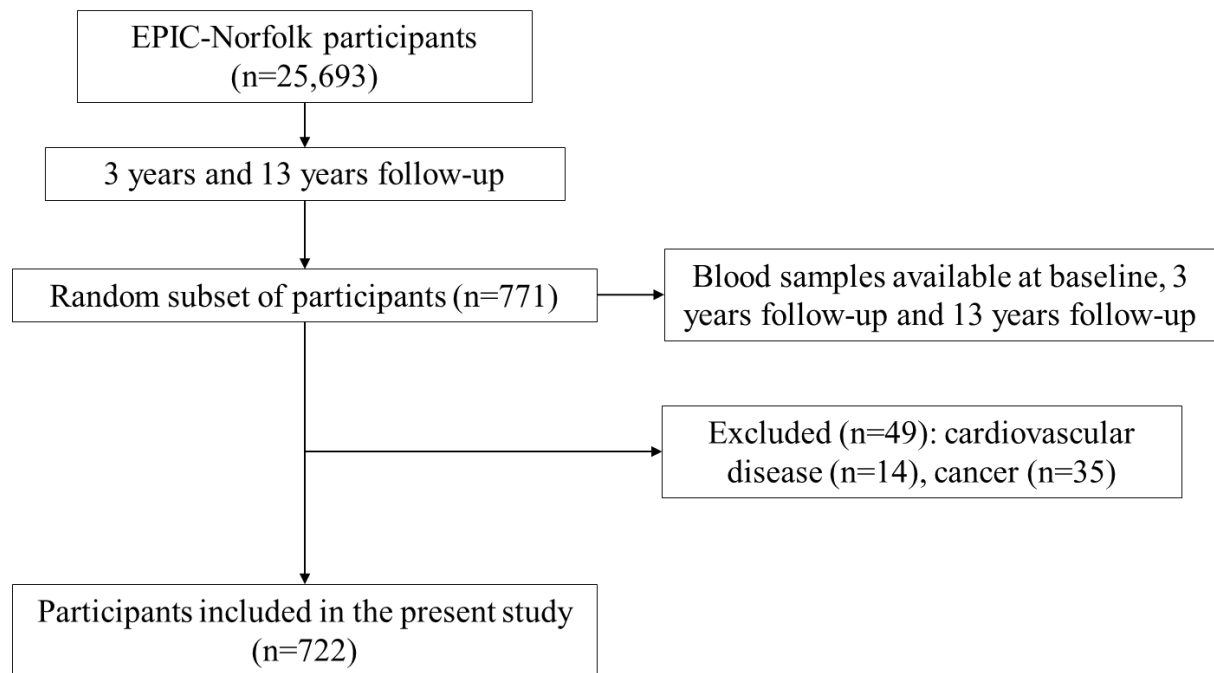 EPIC-Norfolk participants
(n=25,693)
3 years and 13 years follow-up
Random subset of participants (n=771)
Blood samples available at baseline, 3
years follow-up and 13 years follow-up
Excluded (n=49): cardiovascular
disease (n=14), cancer (n=35)
Participants included in the present study
(n=722)